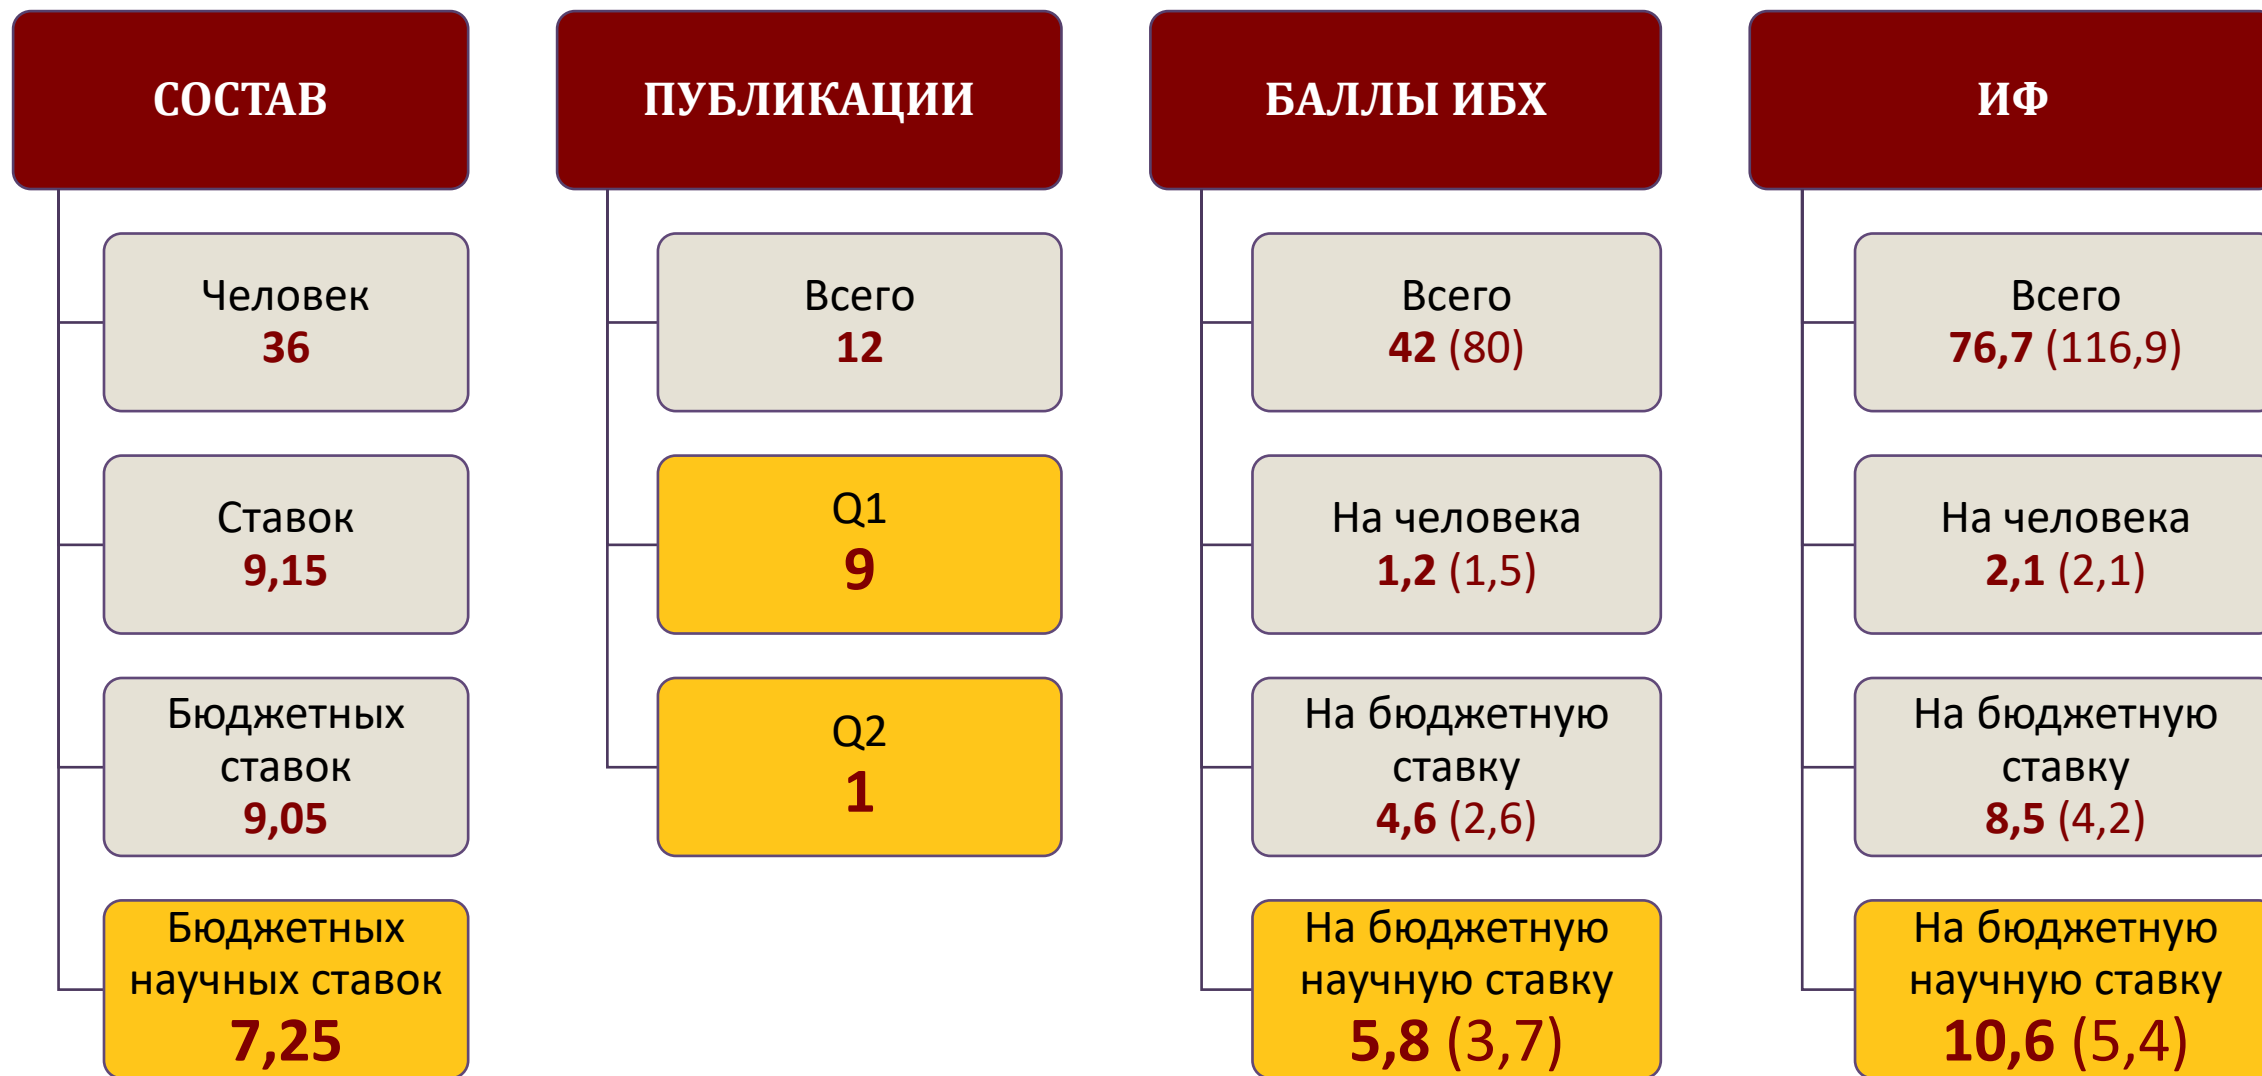 СОСТАВ
Человек
36
Ставок
9,15
Бюджетных
ставок
9,05
Бюджетных
научных ставок
7,25
ПУБЛИКАЦИИ
Всего
12
Q1
9
Q2
1
БАЛЛЫ ИБХ
Всего
42 (80)
На человека
1,2 (1,5)
На бюджетную
ставку
4,6 (2,6)
На бюджетную
научную ставку
5,8 (3,7)
ИФ
Всего
76,7 (116,9)
На человека
2,1 (2,1)
На бюджетную
ставку
8,5 (4,2)
На бюджетную
научную ставку
10,6 (5,4)